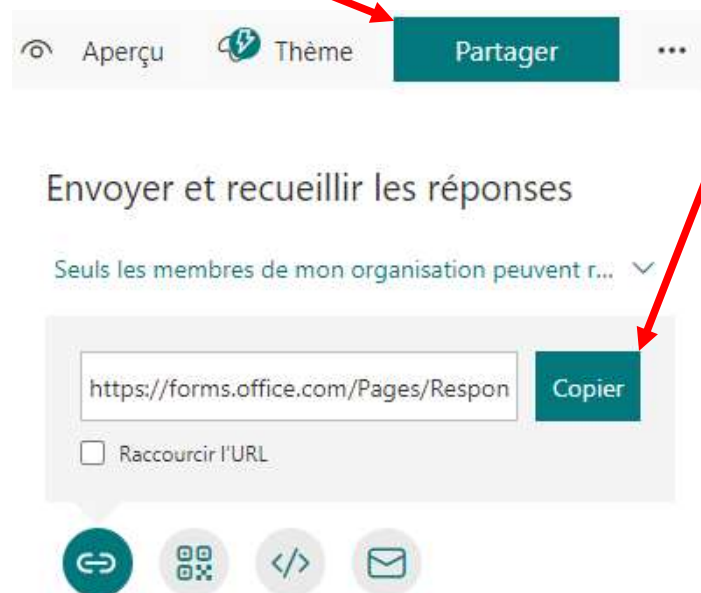 Aperçu Thème Partager ...
Envoyer et recueillir les réponses
Seuls les membres de mon organisation peuvent r...
https://forms.office.com/Pages/Respon Copier
Raccourcir l'URL
</>